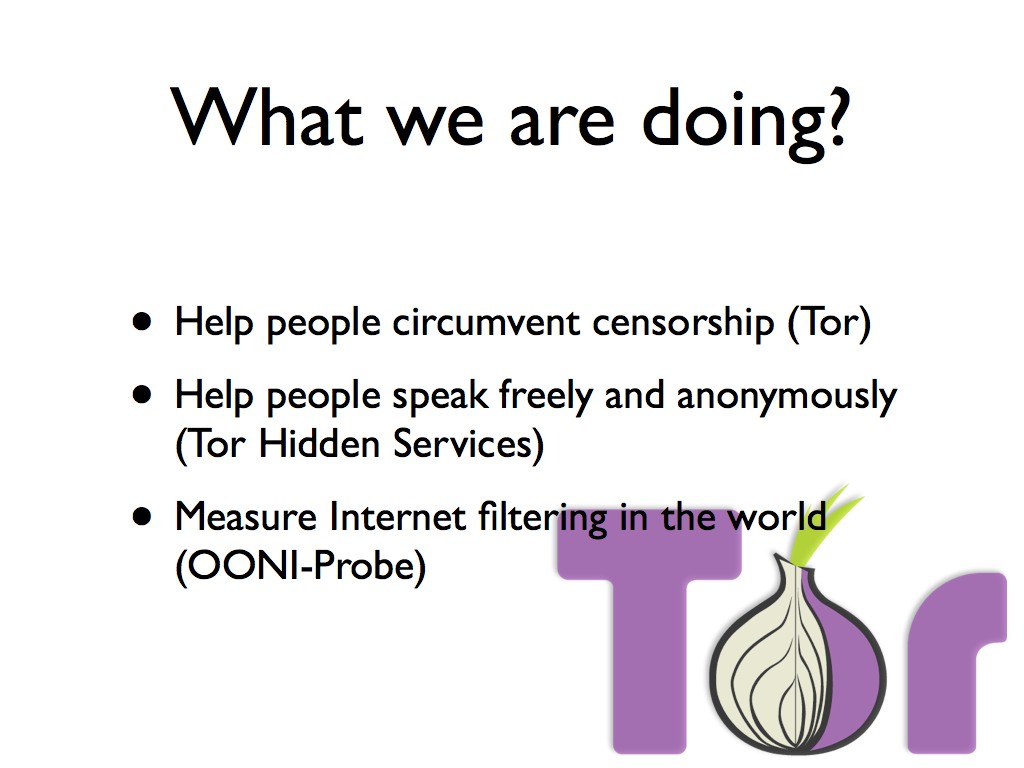 What we are doing?
• Help people circumvent censorship (Tor)
• Help people speak freely and anonymously
(Tor Hidden Services)
• Measure Internet filtering in the world
(OONI-Probe)
Tor